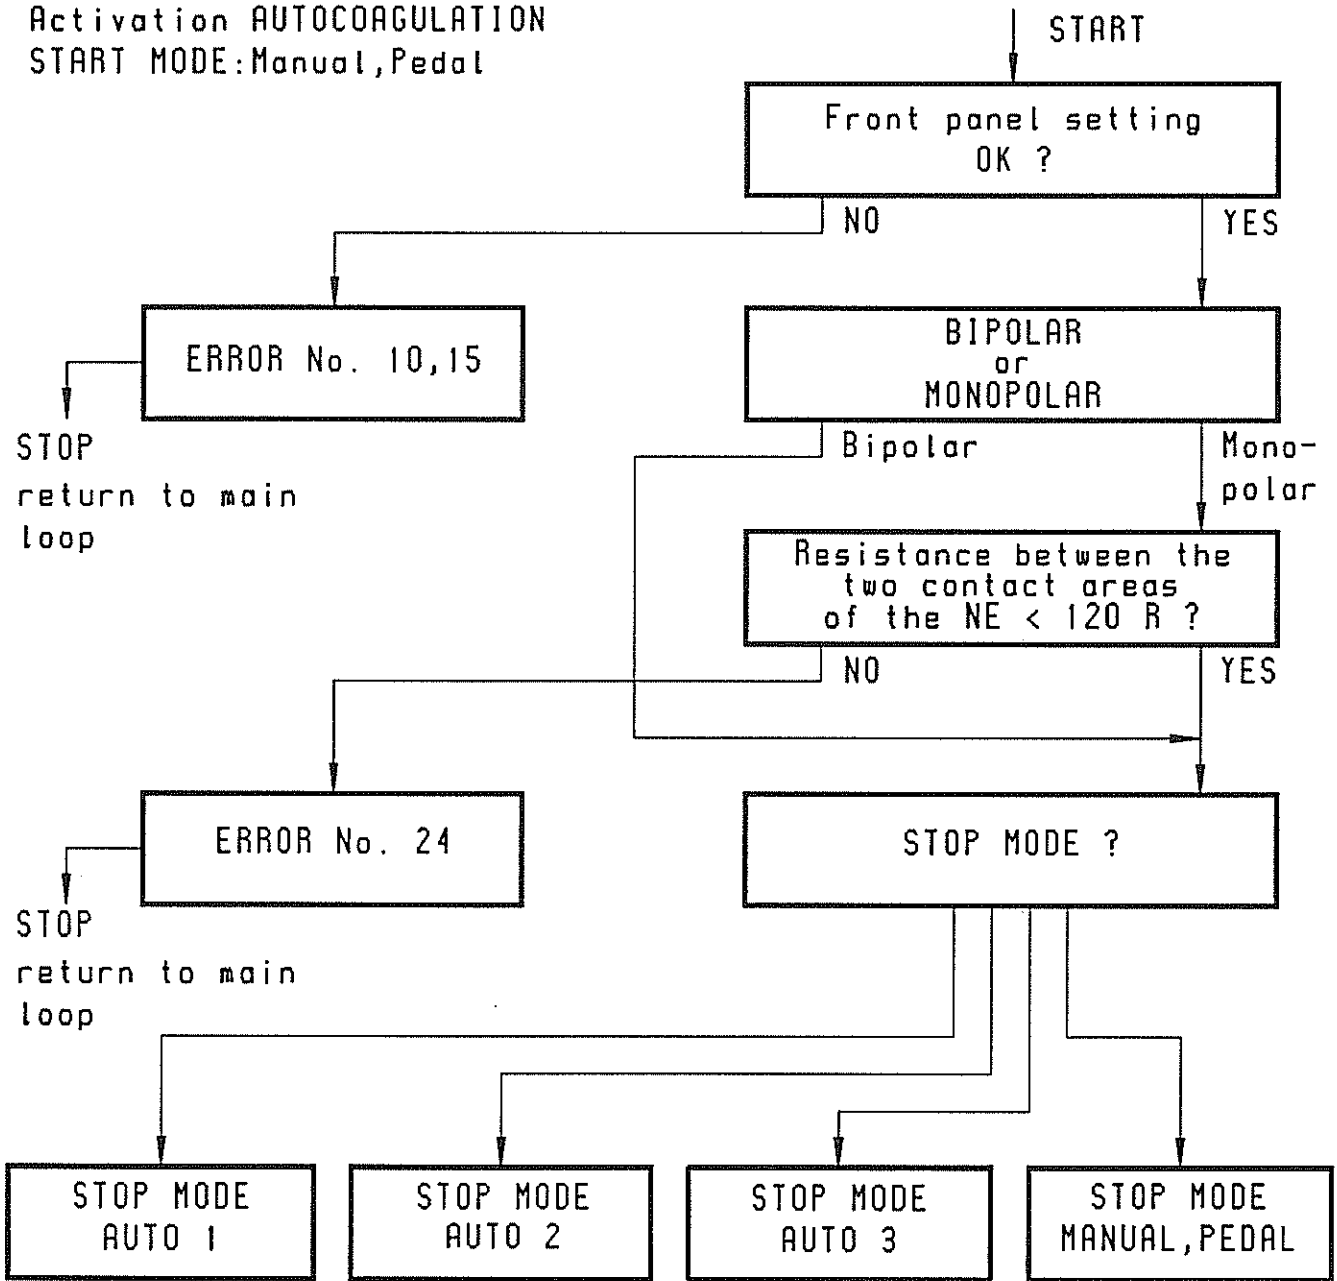 Activation AUTOCOAGULATION
START MODE:Manual,Pedal
START
Front panel setting
OK ?
NO
YES
ERROR No. 10,15
STOP
return to main
loop
BIPOLAR
or
MONOPOLAR
Bipolar
Mono-
polar
Resistance between the
two contact areas
of the NE < 120 R ?
NO
YES
ERROR No. 24
STOP
return to main
loop
STOP MODE ?
STOP MODE
AUTO 1
STOP MODE
AUTO 2
STOP MODE
AUTO 3
STOP MODE
MANUAL,PEDAL